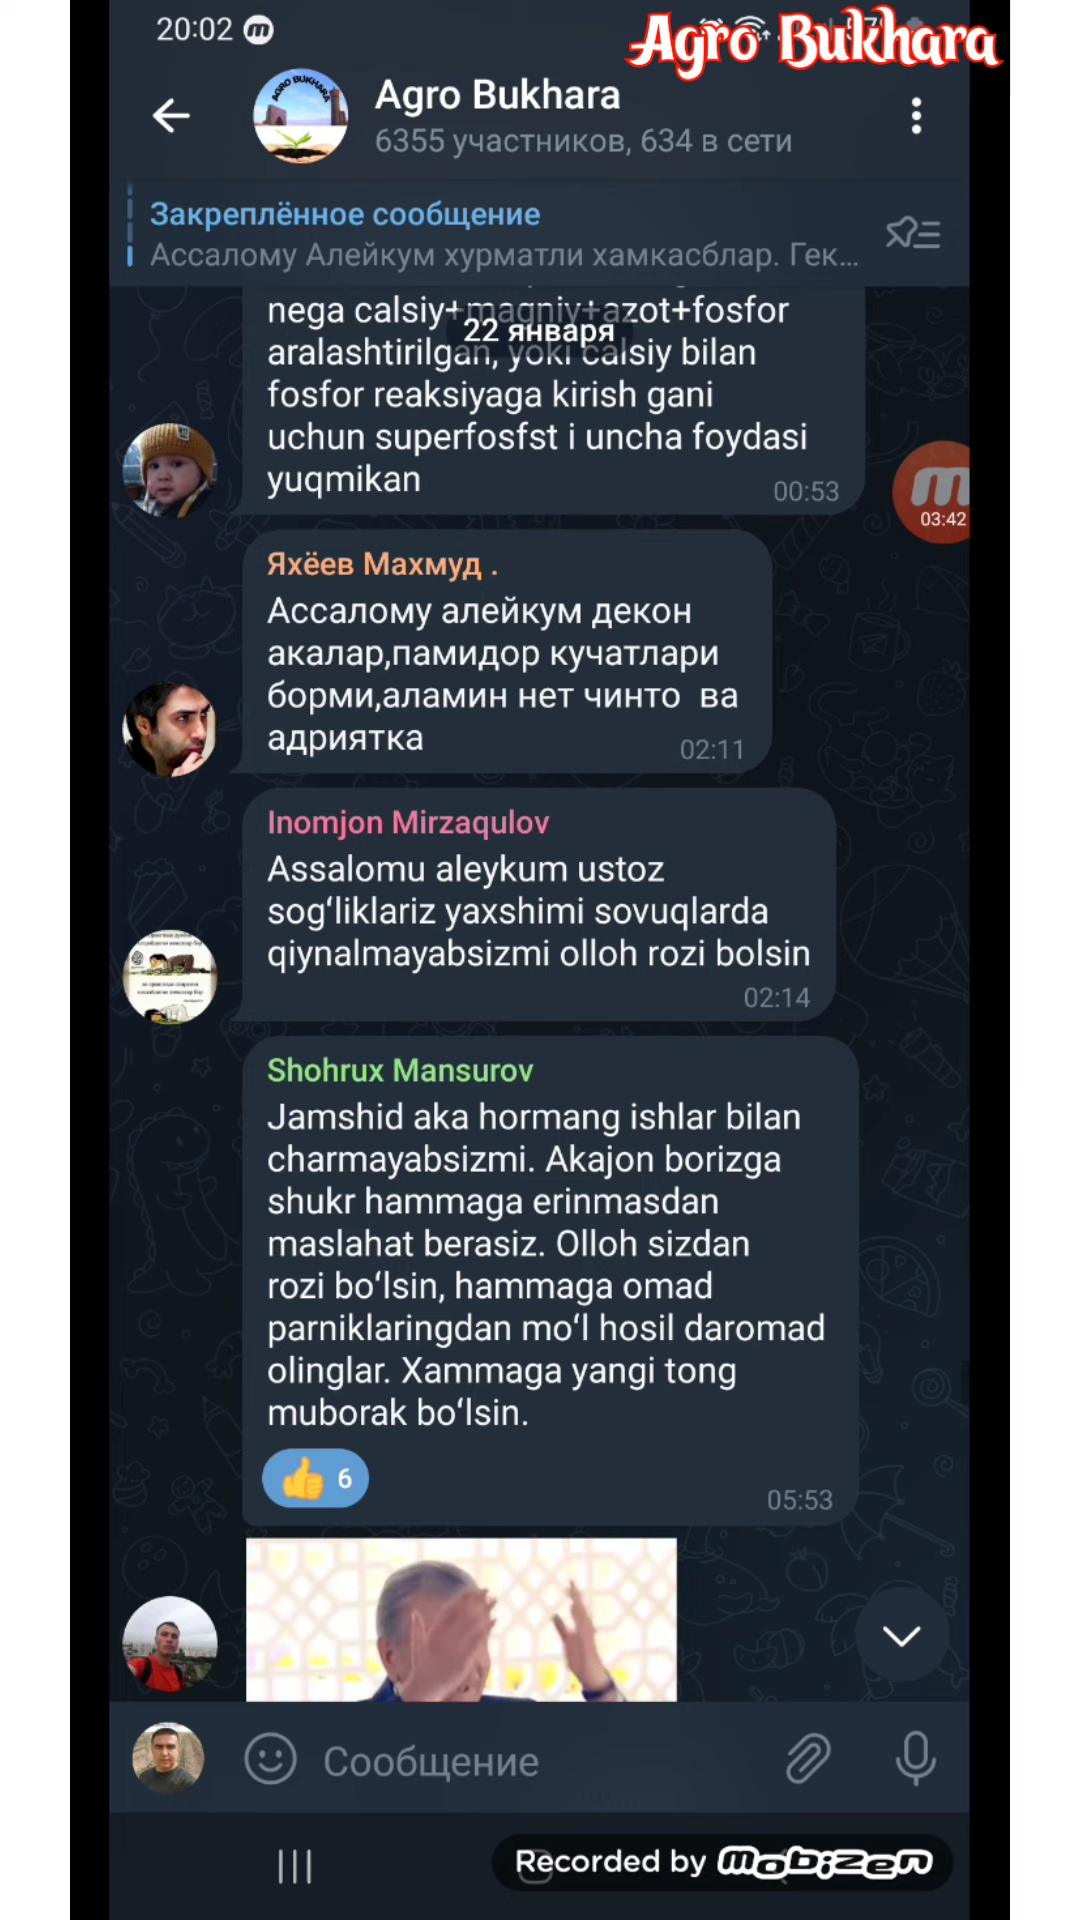 20:02
Agro Bukhara
AGRO BUKHARA
Agro Bukhara
6355 участников, 634 в сети
Закреплённое сообщение
Ассалому Алейкум хурматли хамкасблар. Гек...
nega calsiy+magniy+azot+fosfor
22 января
aralashtirilgan, yoki calsiy bilan
fosfor reaksiyaga kirish gani
uchun superfosfst i uncha foydasi
yuqmikan
00:53
03:42
Яхёев Махмуд .
Ассалому алейкум декон
акалар,памидор кучатлари
борми,аламин нет чинто ва
адриятка
02:11
Inomjon Mirzaqulov
Assalomu aleykum ustoz
sog‘liklariz yaxshimi sovuqlarda
qiynalmayabsizmi olloh rozi bolsin
02:14
Shohrux Mansurov
Jamshid aka hormang ishlar bilan
charmayabsizmi. Akajon borizga
shukr hammaga erinmasdan
maslahat berasiz. Olloh sizdan
rozi bo‘lsin, hammaga omad
parniklaringdan mo‘l hosil daromad
olinglar. Xammaga yangi tong
muborak bo‘lsin.
6
05:53
Сообщение
Recorded by mobizen